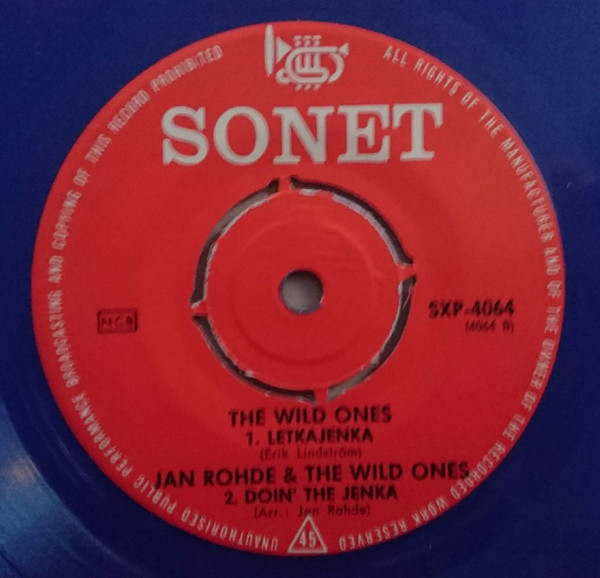 SONET
NCB
SXP-4064
(4064 B)
THE WILD ONES
1. LETKAJENKA
(Erik Lindström)
JAN ROHDE & THE WILD ONES
2. DOIN' THE JENKA
(Arr.: Jan Rohde)
45
UNAUTHORISED PUBLIC PERFORMANCE BROADCASTING AND COPYING OF THIS RECORD PROHIBITED
ALL RIGHTS OF THE MANUFACTURER AND OF THE OWNER OF THE RECORDED WORK RESERVED